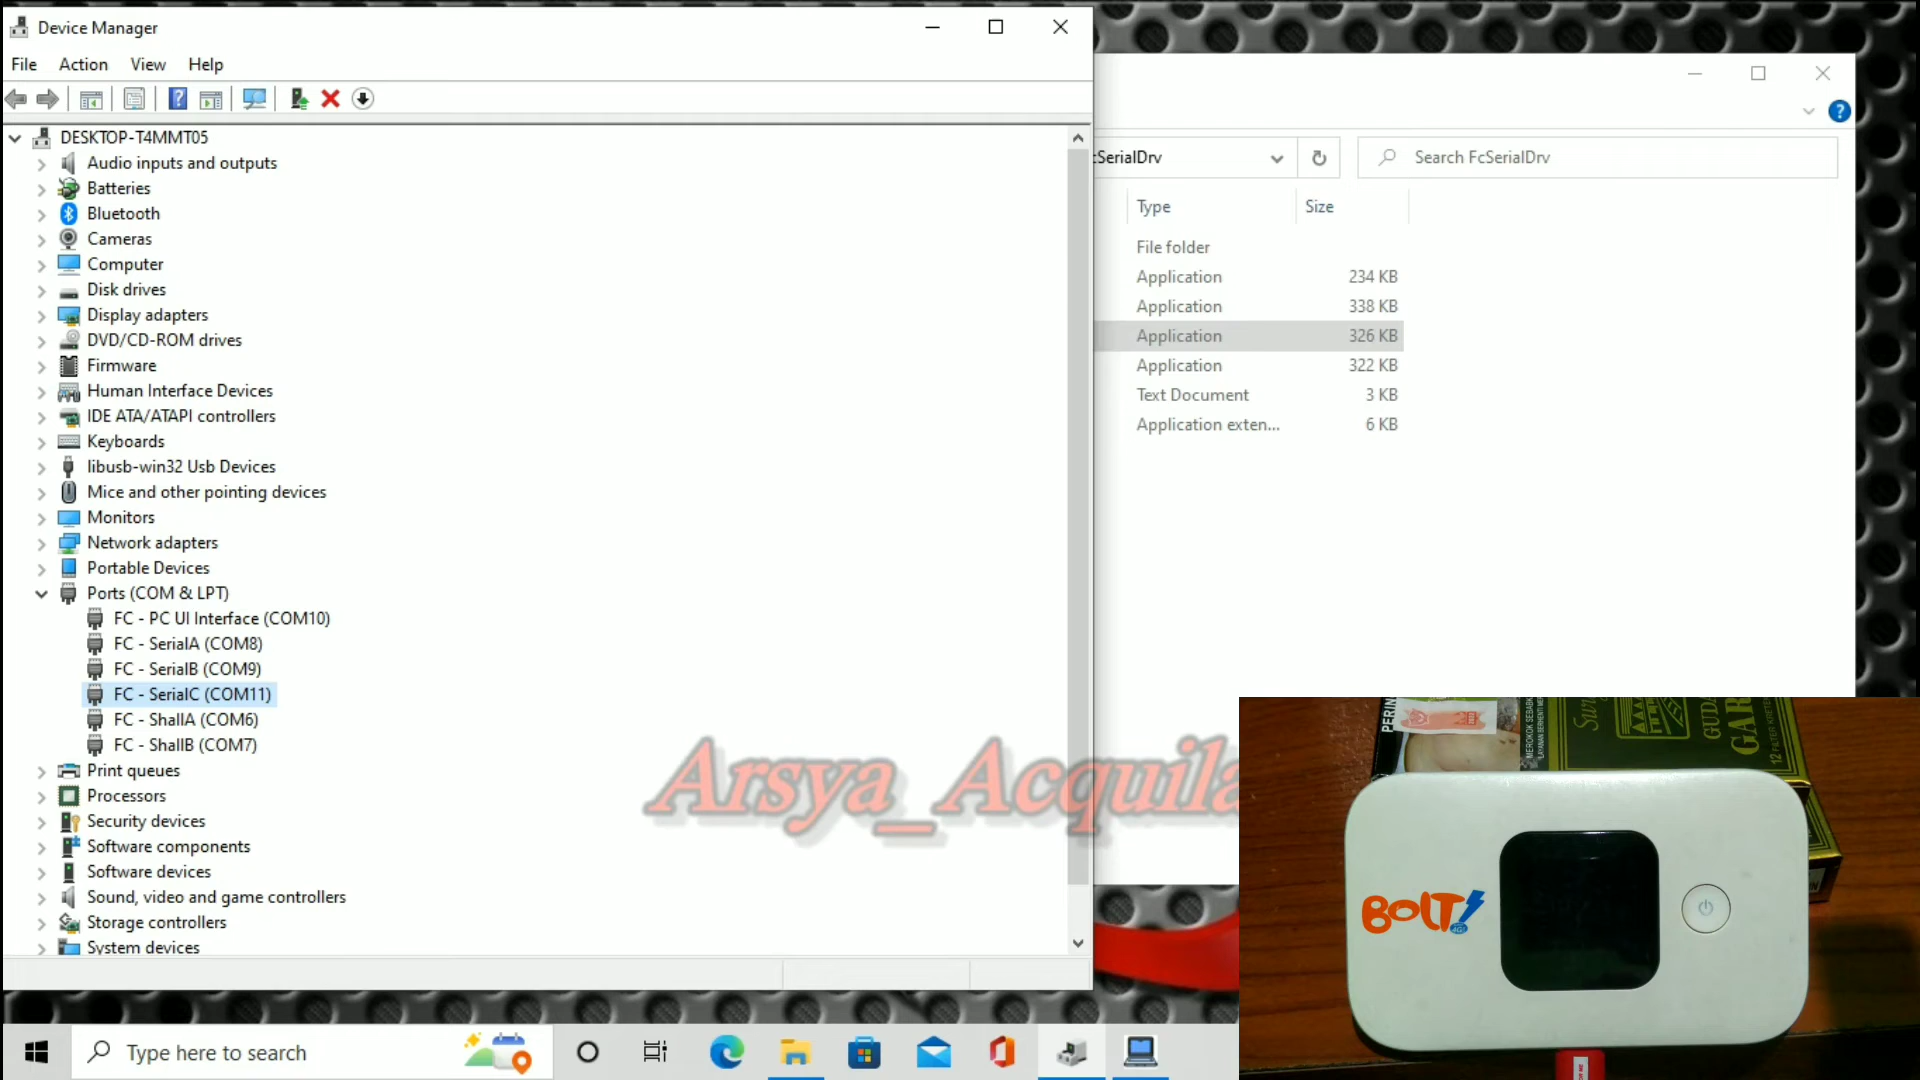 Device Manager
File Action View Help
DESKTOP-T4MMT05
Audio inputs and outputs
Batteries
Bluetooth
Cameras
Computer
Disk drives
Display adapters
DVD/CD-ROM drives
Firmware
Human Interface Devices
IDE ATA/ATAPI controllers
Keyboards
libusb-win32 Usb Devices
Mice and other pointing devices
Monitors
Network adapters
Portable Devices
Ports (COM & LPT)
FC - PC UI Interface (COM10)
FC - SerialA (COM8)
FC - SerialB (COM9)
FC - SerialC (COM11)
FC - ShallA (COM6)
FC - ShallB (COM7)
Print queues
Processors
Security devices
Software components
Software devices
Sound, video and game controllers
Storage controllers
System devices
cSerialDrv
Search FcSerialDrv
Type Size
File folder
Application 234 KB
Application 338 KB
Application 326 KB
Application 322 KB
Text Document 3 KB
Application exten... 6 KB
Arsya_Acquila
PERIN
GUDA
GAR
BOLT!
4G
Type here to search